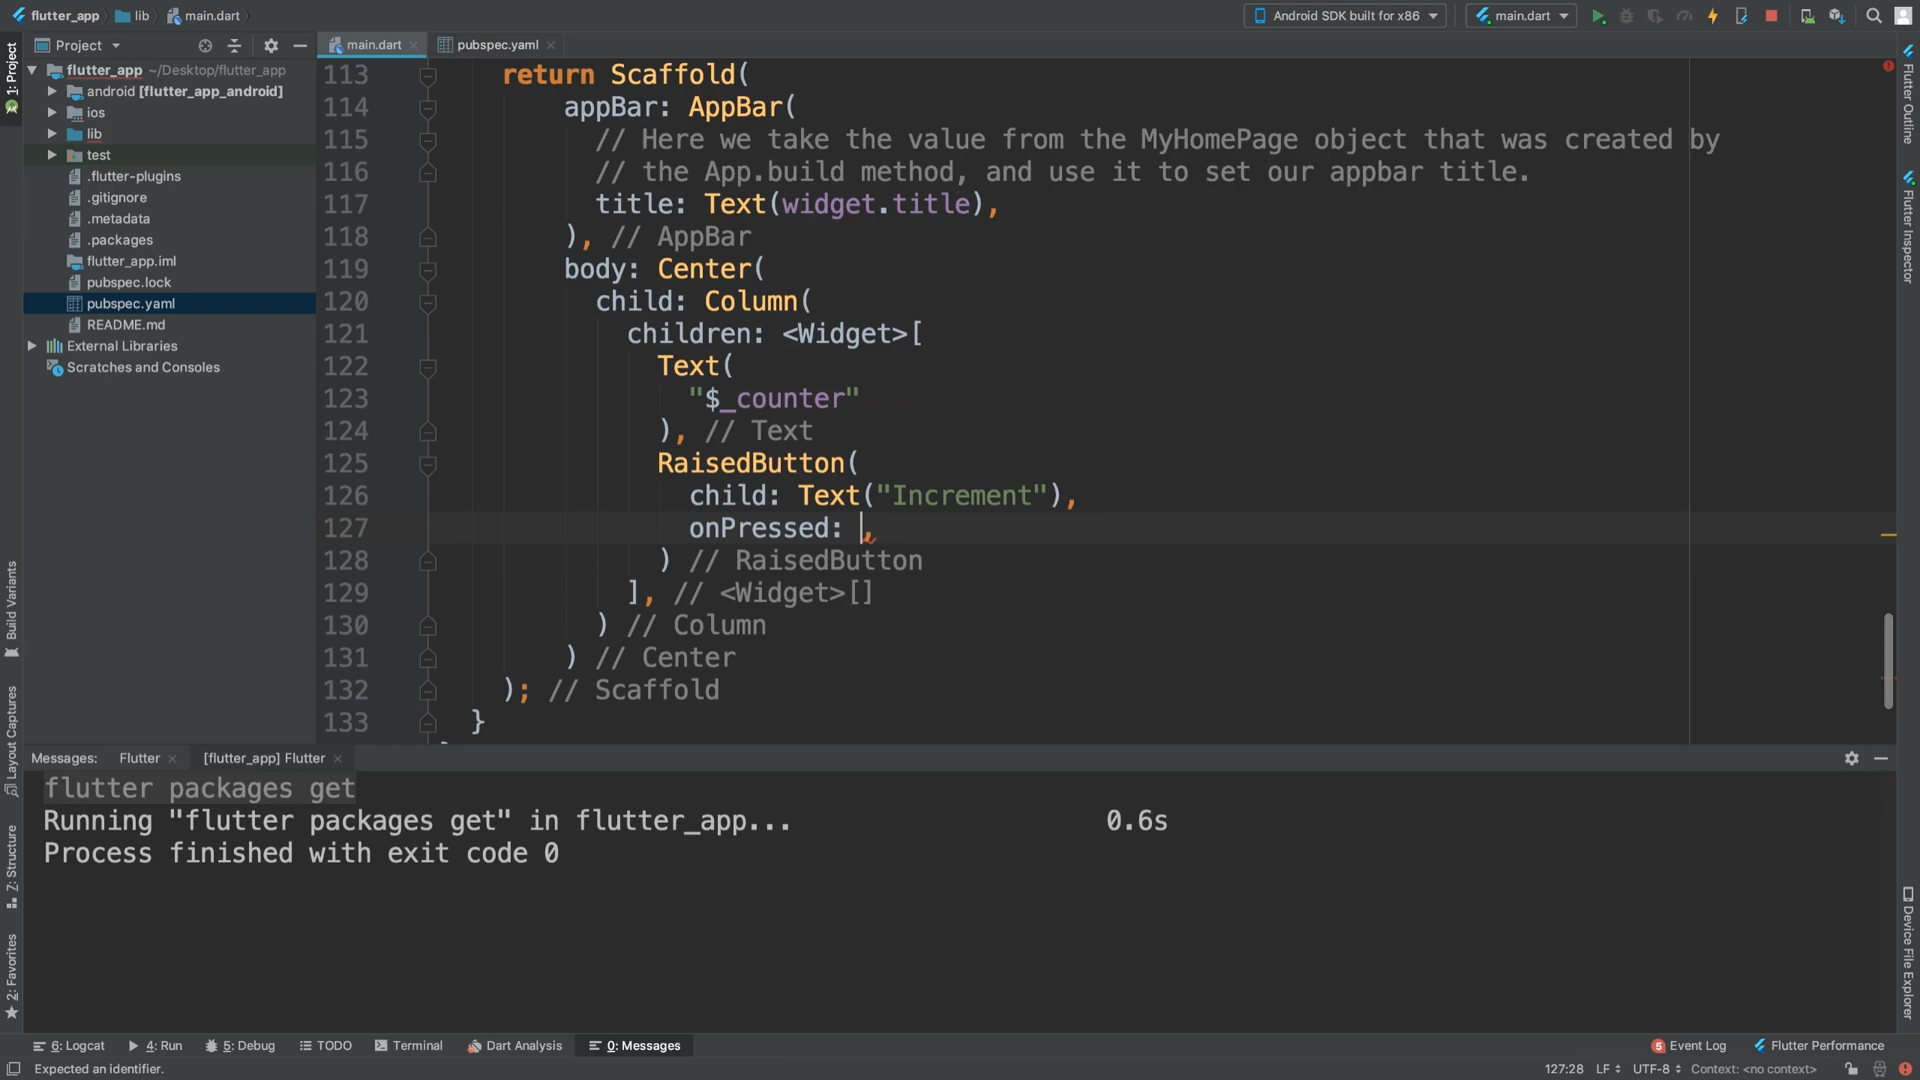 flutter_app
lib
main.dart
Android SDK built for x86
main.dart
1: Project
Project
main.dart
pubspec.yaml
flutter_app ~/Desktop/flutter_app
android [flutter_app_android]
ios
lib
test
.flutter-plugins
.gitignore
.metadata
.packages
flutter_app.iml
pubspec.lock
pubspec.yaml
README.md
External Libraries
Scratches and Consoles
113 return Scaffold(
114 appBar: AppBar(
115 // Here we take the value from the MyHomePage object that was created by
116 // the App.build method, and use it to set our appbar title.
117 title: Text(widget.title),
118 ), // AppBar
119 body: Center(
120 child: Column(
121 children: <Widget>[
122 Text(
123 "$_counter"
124 ), // Text
125 RaisedButton(
126 child: Text("Increment"),
127 onPressed: ,
128 ) // RaisedButton
129 ], // <Widget>[]
130 ) // Column
131 ) // Center
132 ); // Scaffold
133 }
Flutter Outline
Flutter Inspector
Device File Explorer
Build Variants
Layout Captures
Z: Structure
2: Favorites
Messages: Flutter [flutter_app] Flutter
flutter packages get
Running "flutter packages get" in flutter_app... 0.6s
Process finished with exit code 0
6: Logcat
4: Run
5: Debug
TODO
Terminal
Dart Analysis
0: Messages
5 Event Log
Flutter Performance
Expected an identifier.
127:28 LF UTF-8 Context: <no context>